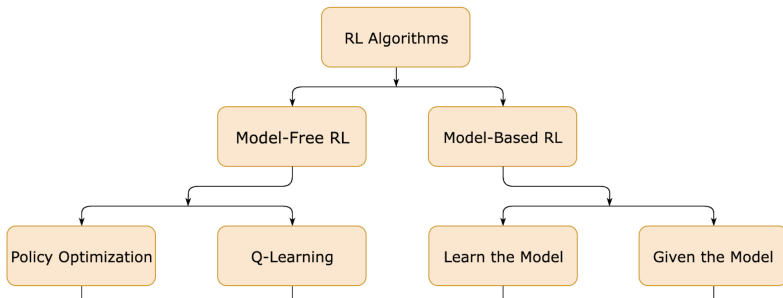 RL Algorithms
Model-Free RL
Model-Based RL
Policy Optimization
Q-Learning
Learn the Model
Given the Model